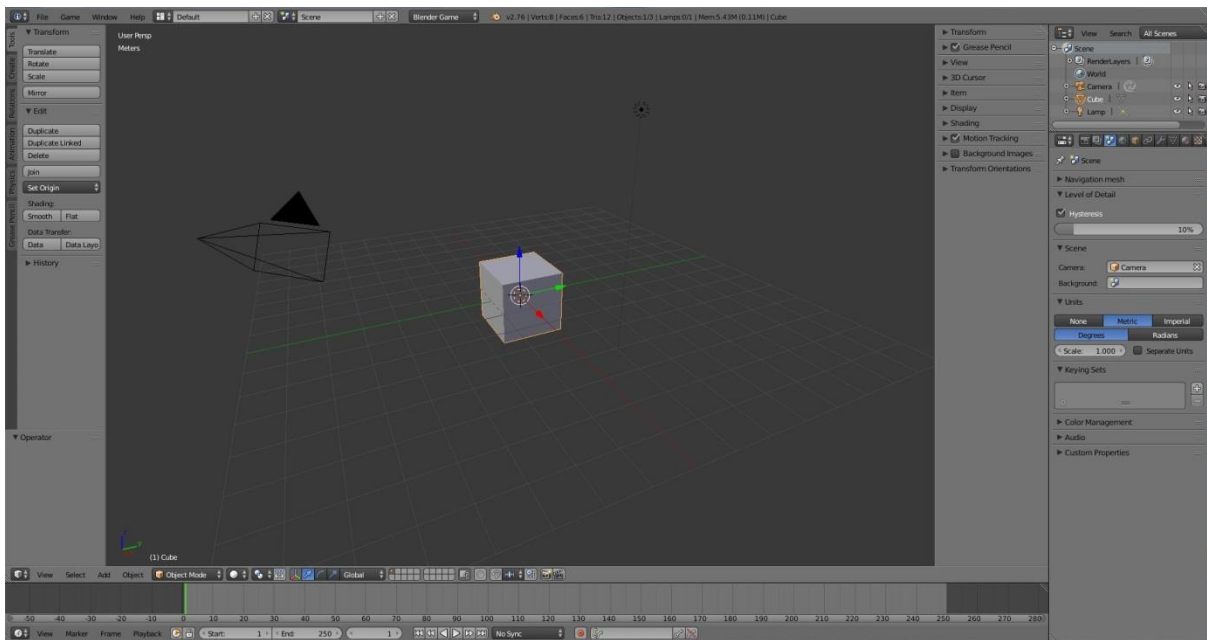 File Game Window Help Default Scene Blender Game v2.76 | Verts:8 | Faces:6 | Tris:12 | Objects:1/3 | Lamps:0/1 | Mem:5.43M (0.11M) | Cube
Tools
Create
Relations
Animation
Physics
Grease Pencil
Transform
Translate
Rotate
Scale
Mirror
Edit
Duplicate
Duplicate Linked
Delete
Join
Set Origin
Shading:
Smooth Flat
Data Transfer:
Data Data Layo
History
Operator
User Persp
Meters
(1) Cube
Transform
Grease Pencil
View
3D Cursor
Item
Display
Shading
Motion Tracking
Background Images
Transform Orientations
View Search All Scenes
Scene
RenderLayers
World
Camera
Cube
Lamp
Scene
Navigation mesh
Level of Detail
Hysteresis
10%
Scene
Camera: Camera
Background:
Units
None Metric Imperial
Degrees Radians
Scale: 1.000 Separate Units
Keying Sets
Color Management
Audio
Custom Properties
View Select Add Object Object Mode Global
-50 -40 -30 -20 -10 0 10 20 30 40 50 60 70 80 90 100 110 120 130 140 150 160 170 180 190 200 210 220 230 240 250 260 270 280
View Marker Frame Playback Start: 1 End: 250 1 No Sync